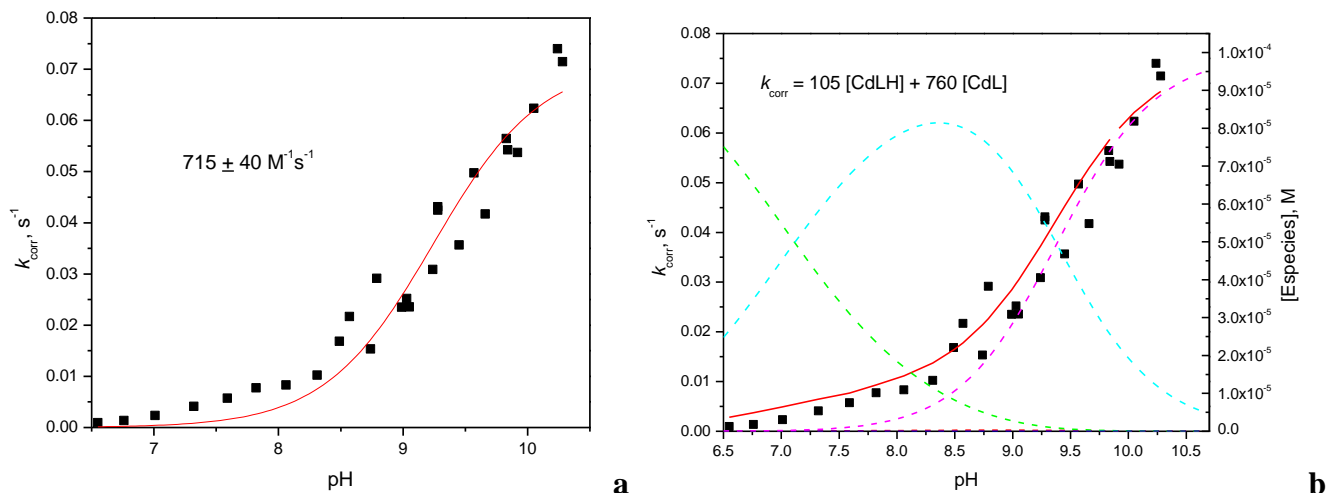 0.08
0.07
0.06
0.05
0.04
0.03
0.02
0.01
0.00
k_corr, s⁻¹
715 ± 40 M⁻¹s⁻¹
7 8 9 10
pH
a
0.08
0.07
0.06
0.05
0.04
0.03
0.02
0.01
0.00
k_corr, s⁻¹
k_corr = 105 [CdLH] + 760 [CdL]
1.0x10⁻⁴
9.0x10⁻⁵
8.0x10⁻⁵
7.0x10⁻⁵
6.0x10⁻⁵
5.0x10⁻⁵
4.0x10⁻⁵
3.0x10⁻⁵
2.0x10⁻⁵
1.0x10⁻⁵
0.0
[Especies], M
6.5 7.0 7.5 8.0 8.5 9.0 9.5 10.0 10.5
pH
b